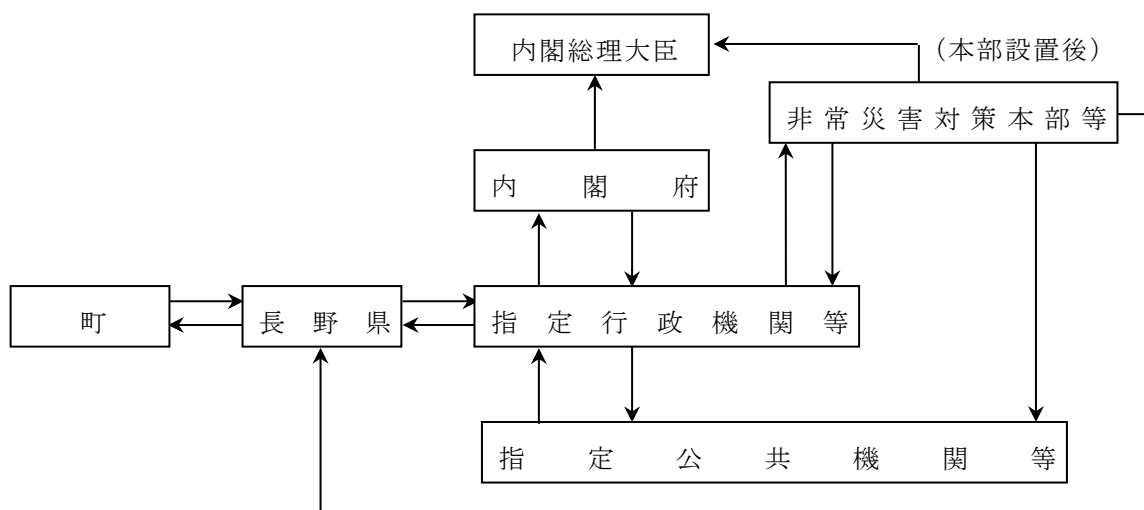 内閣総理大臣
（本部設置後）
非常災害対策本部等
内閣府
町
長野県
指定行政機関等
指定公共機関等